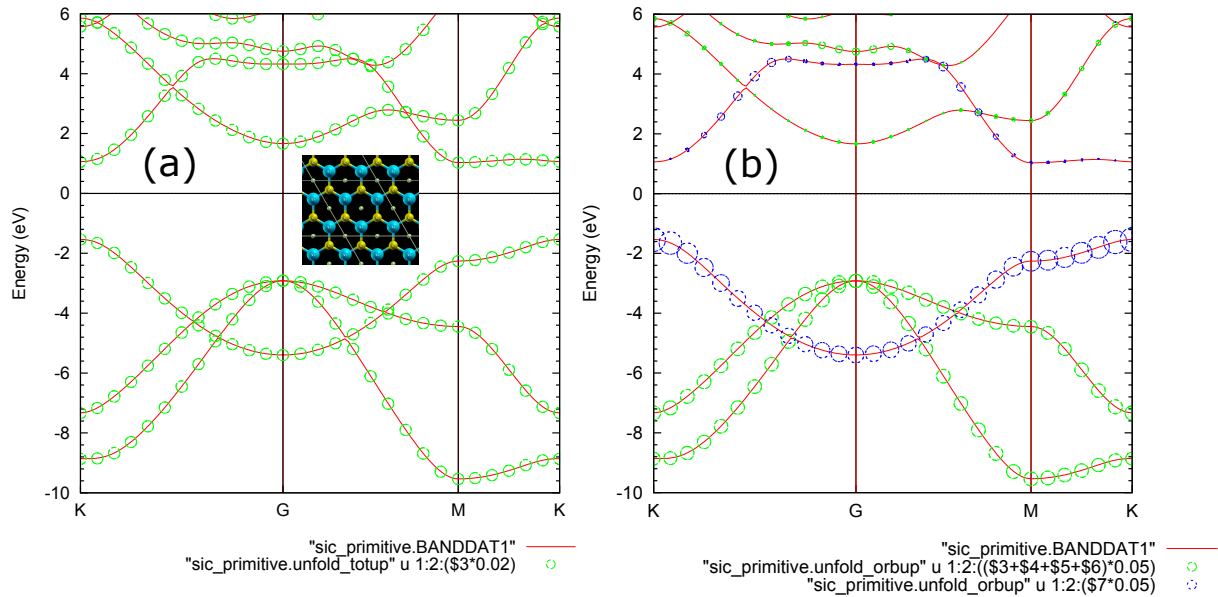 6
4
2
0
-2
-4
-6
-8
-10
Energy (eV)
(a)
K
G
M
K
"sic_primitive.BANDDAT1"
"sic_primitive.unfold_totup" u 1:2:($3*0.02)
6
4
2
0
-2
-4
-6
-8
-10
Energy (eV)
(b)
K
G
M
K
"sic_primitive.BANDDAT1"
"sic_primitive.unfold_orbup" u 1:2:(($3+$4+$5+$6)*0.05)
"sic_primitive.unfold_orbup" u 1:2:($7*0.05)